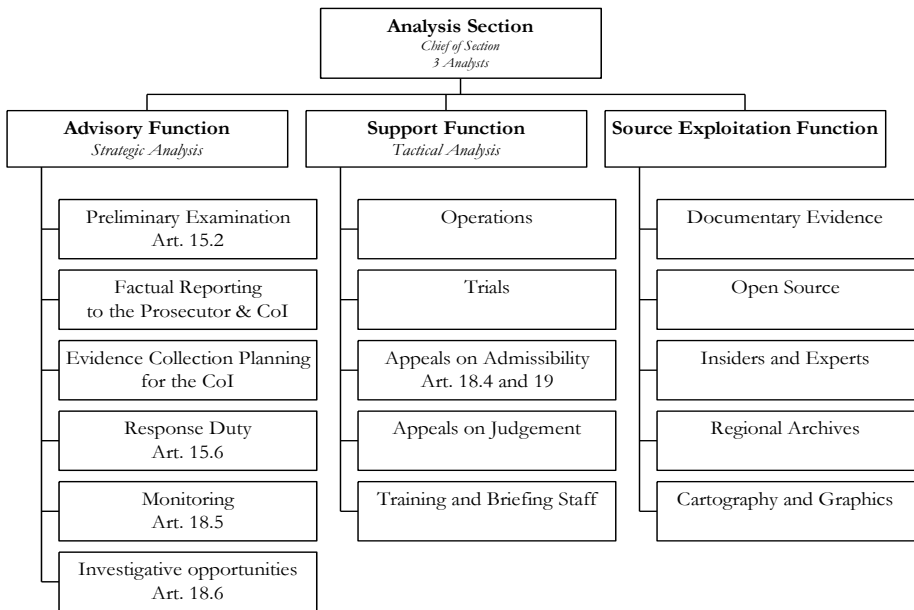 Analysis Section
Chief of Section
3 Analysts
Advisory Function
Strategic Analysis
Support Function
Tactical Analysis
Source Exploitation Function
Preliminary Examination
Art. 15.2
Factual Reporting
to the Prosecutor & CoI
Evidence Collection Planning
for the CoI
Response Duty
Art. 15.6
Monitoring
Art. 18.5
Investigative opportunities
Art. 18.6
Operations
Trials
Appeals on Admissibility
Art. 18.4 and 19
Appeals on Judgement
Training and Briefing Staff
Documentary Evidence
Open Source
Insiders and Experts
Regional Archives
Cartography and Graphics